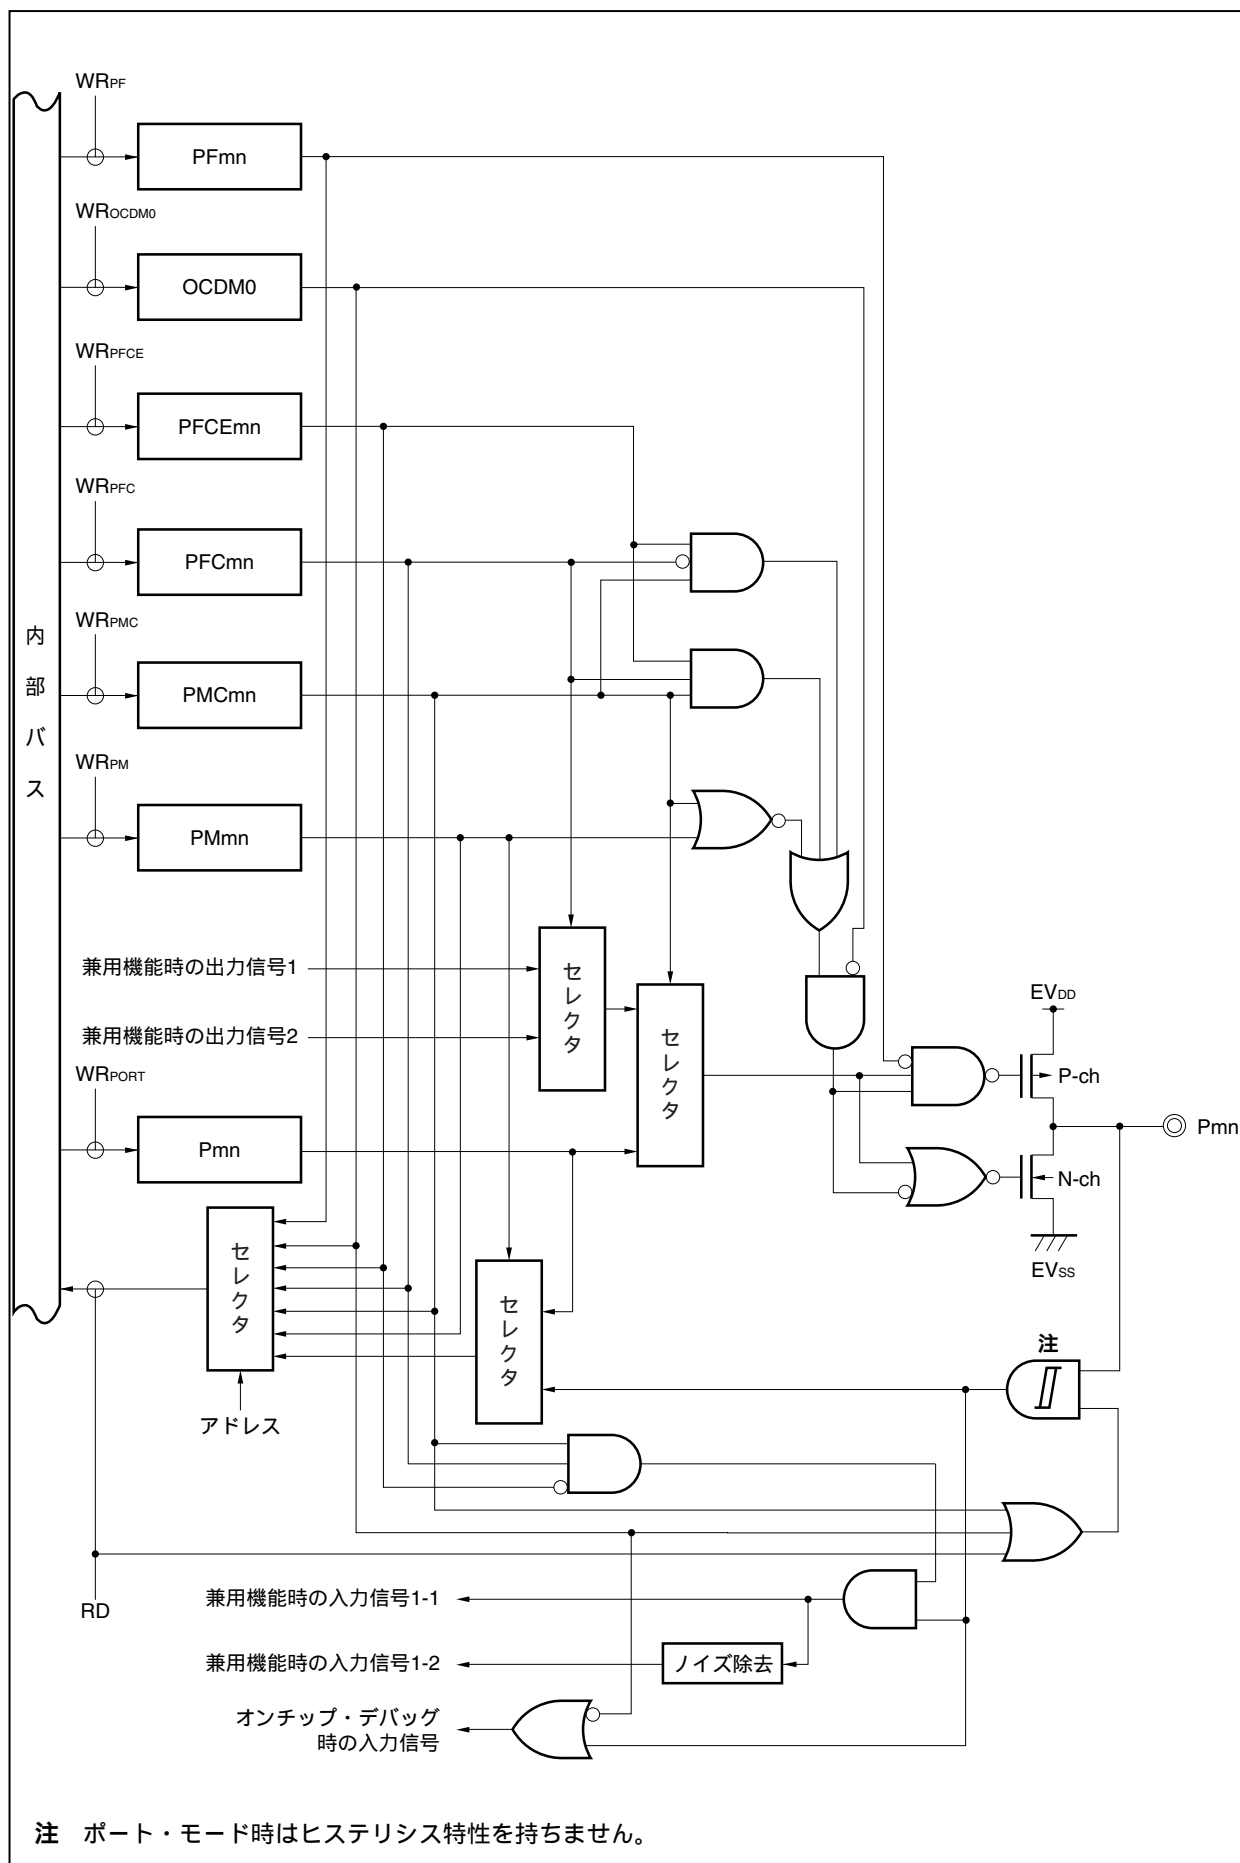 WRPF
PFmn
WROCDM0
OCDM0
WRPFCE
PFCEmn
WRPFC
PFCmn
内部バス
WRPMC
PMCmn
WRPM
PMmn
兼用機能時の出力信号1
セレクタ
兼用機能時の出力信号2
セレクタ
EVDD
P-ch
WRPORT
Pmn
Pmn
N-ch
EVSS
セレクタ
セレクタ
注
アドレス
兼用機能時の入力信号1-1
RD
兼用機能時の入力信号1-2
ノイズ除去
オンチップ・デバッグ
時の入力信号
注 ポート・モード時はヒステリシス特性を持ちません。